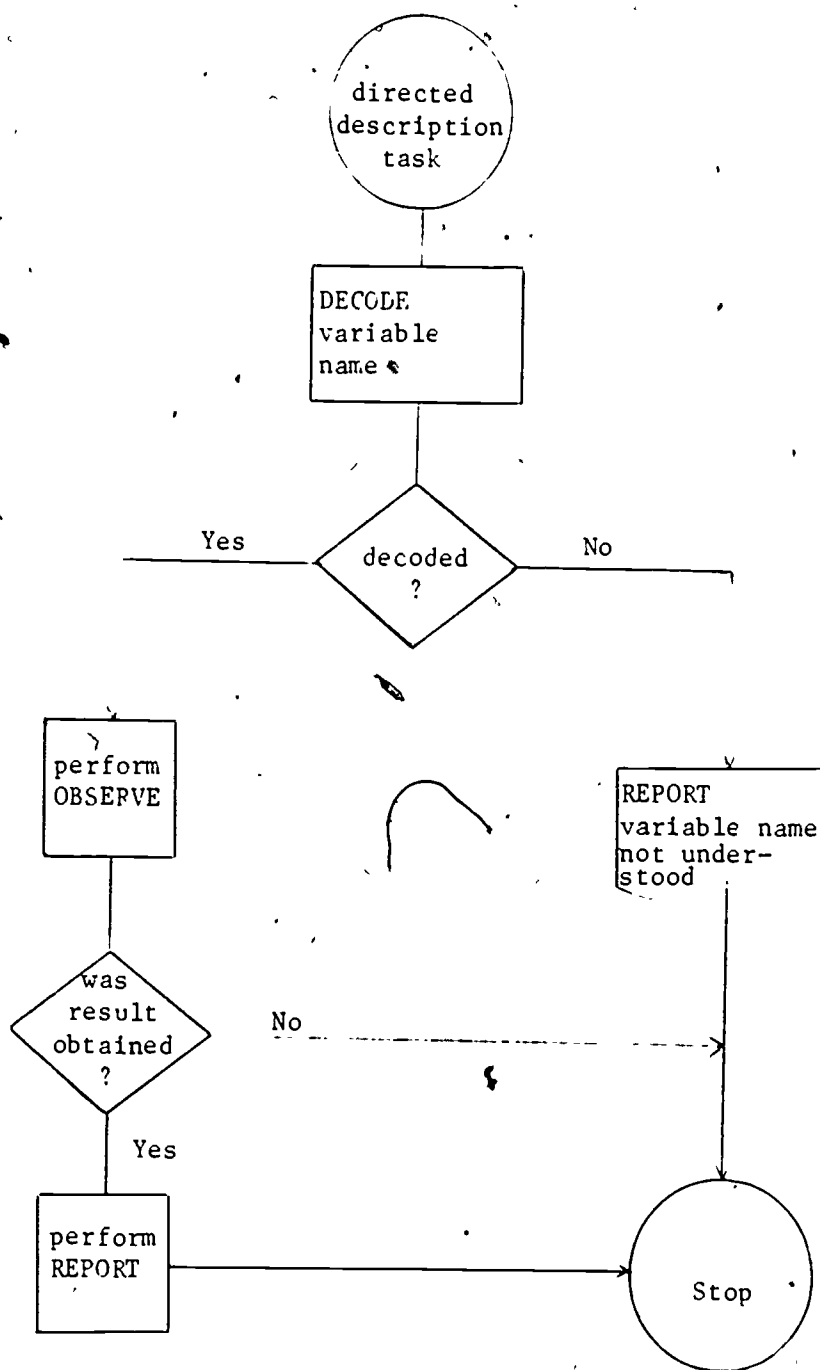 directed
description
task
DECODE
variable
name
Yes
decoded
?
No
perform
OBSERVE
REPORT
variable name
not under-
stood
was
result
obtained
?
No
Yes
perform
REPORT
Stop